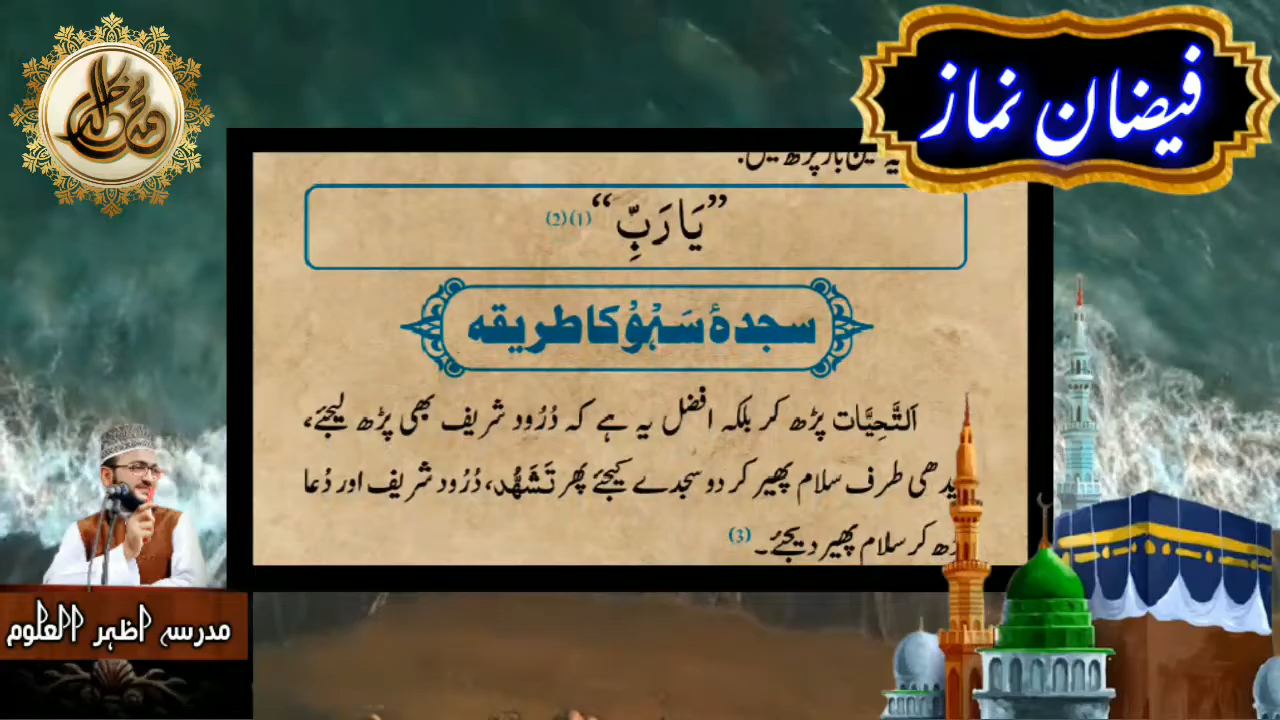 فیضان نماز
”یَا رَبِّ“ (1)(2)
سجدۂ سَہْوْ کا طریقہ
اَلتَّحِیَّات پڑھ کر بلکہ افضل یہ ہے کہ دُرُود شریف بھی پڑھ لیجئے،
طرف سلام پھیر کر دو سجدے کیجئے پھر تَشَہُّد، دُرُود شریف اور دُعا
کر سلام پھیر دیجئے۔ (3)
مدرسہ اظہر العلوم